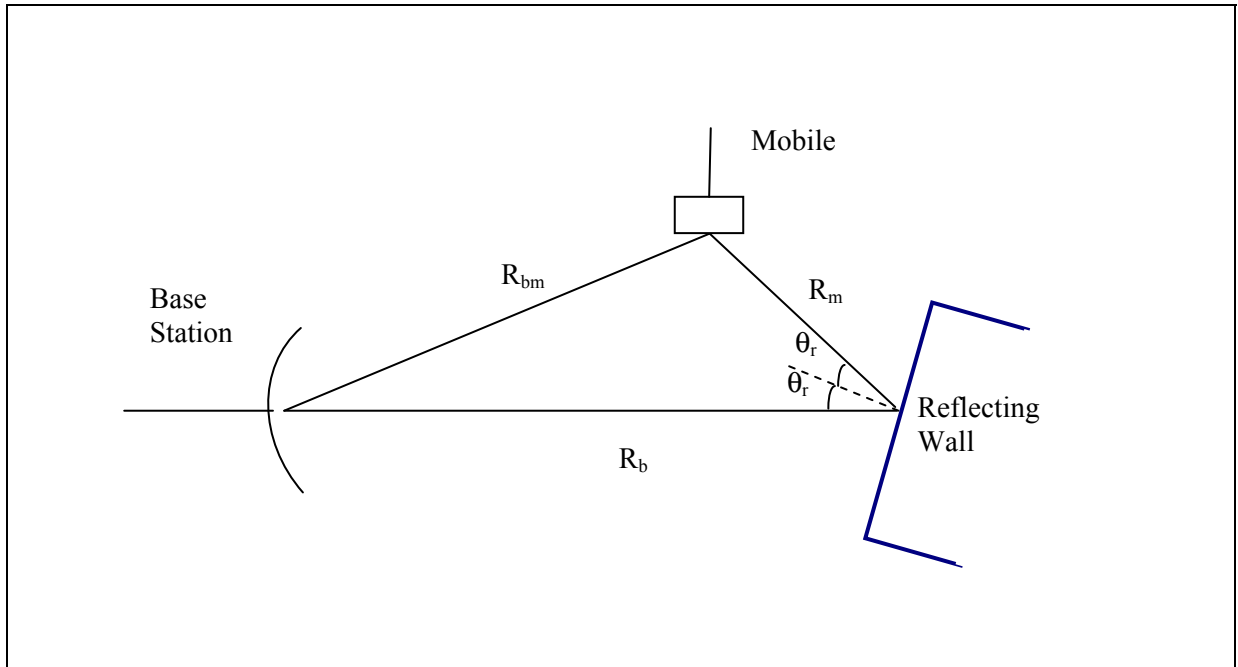 Mobile
R_bm
R_m
Base
Station
θ_r
θ_r
Reflecting
Wall
R_b